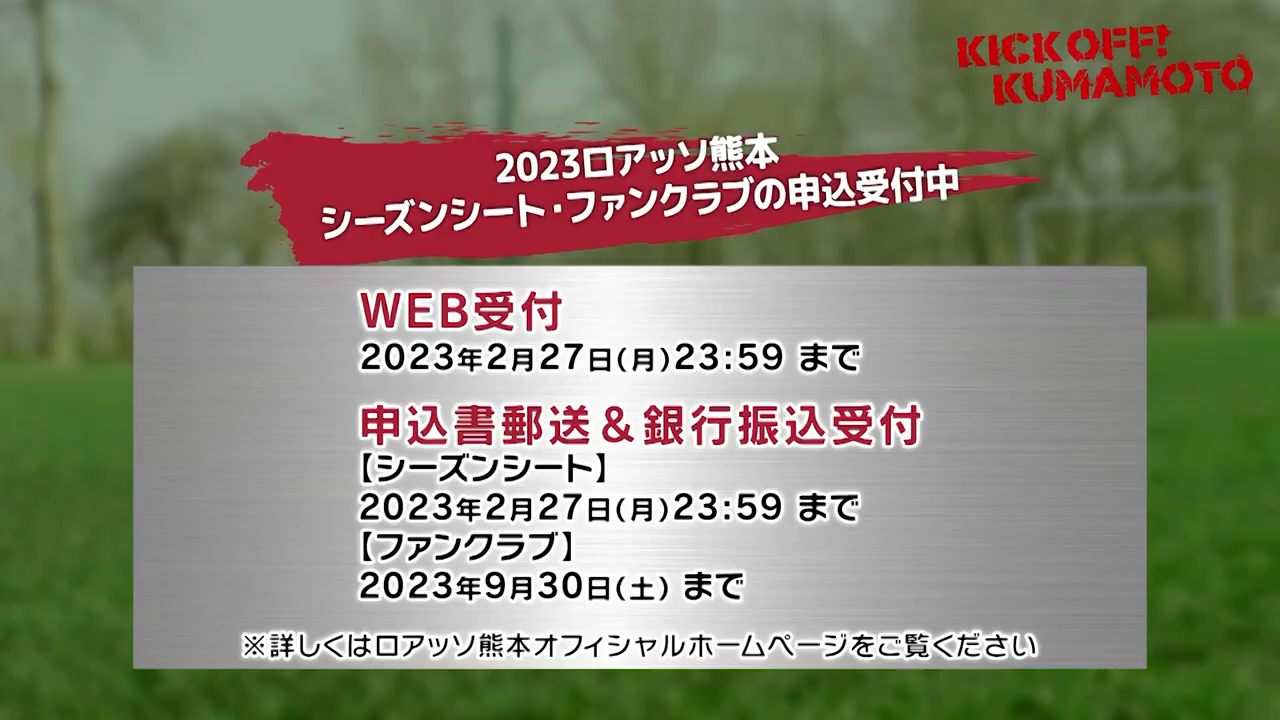 KICK OFF!
KUMAMOTO
2023ロアッソ熊本
シーズンシート・ファンクラブの申込受付中
WEB受付
2023年2月27日(月)23:59 まで
申込書郵送&銀行振込受付
【シーズンシート】
2023年2月27日(月)23:59 まで
【ファンクラブ】
2023年9月30日(土) まで
※詳しくはロアッソ熊本オフィシャルホームページをご覧ください